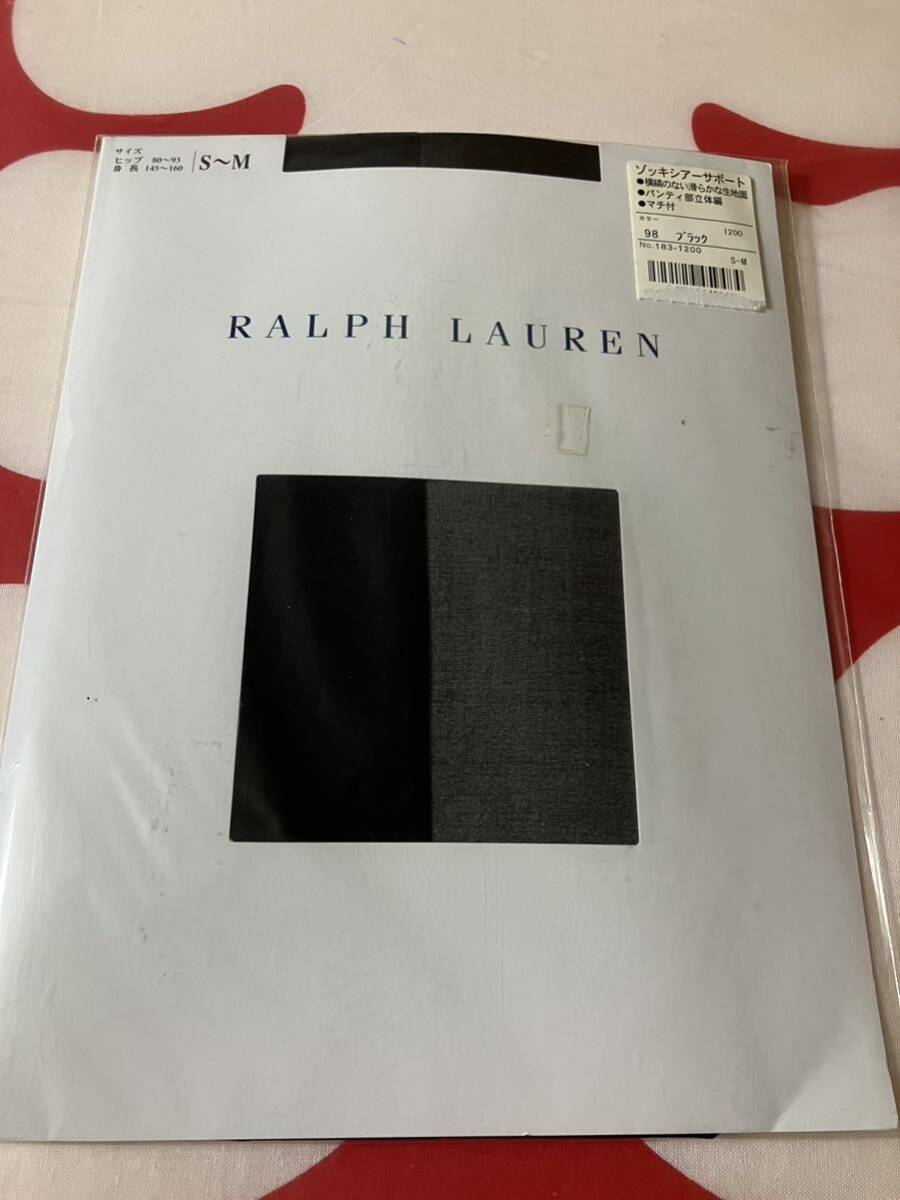 サイズ
ヒップ 80〜93
身長 145〜160
S〜M
ゾッキシアーサポート
●横縞のない滑らかな生地面
●パンティ部立体編
●マチ付
カラー 1200
98 ブラック
No.183-1200
S-M
RALPH LAUREN